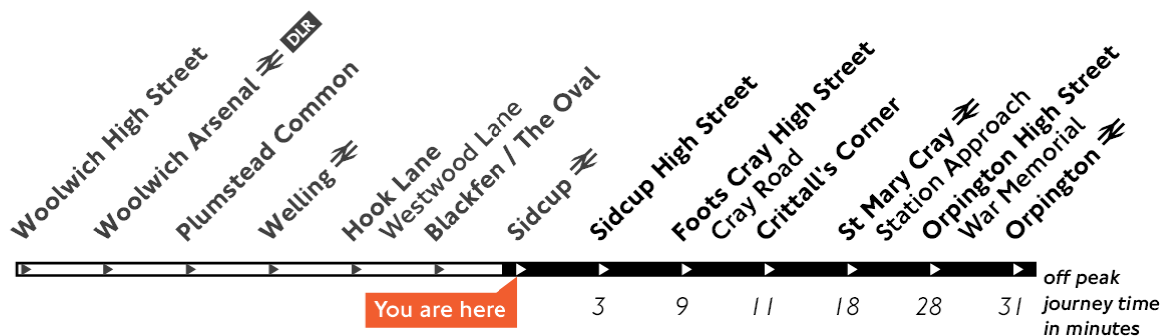 Woolwich High Street
Woolwich Arsenal DLR
Plumstead Common
Welling
Hook Lane
Westwood Lane
Blackfen / The Oval
Sidcup
Sidcup High Street
Foots Cray High Street
Cray Road
Crittall's Corner
St Mary Cray
Station Approach
Orpington High Street
War Memorial
Orpington
You are here
3 9 11 18 28 31
off peak
journey time
in minutes